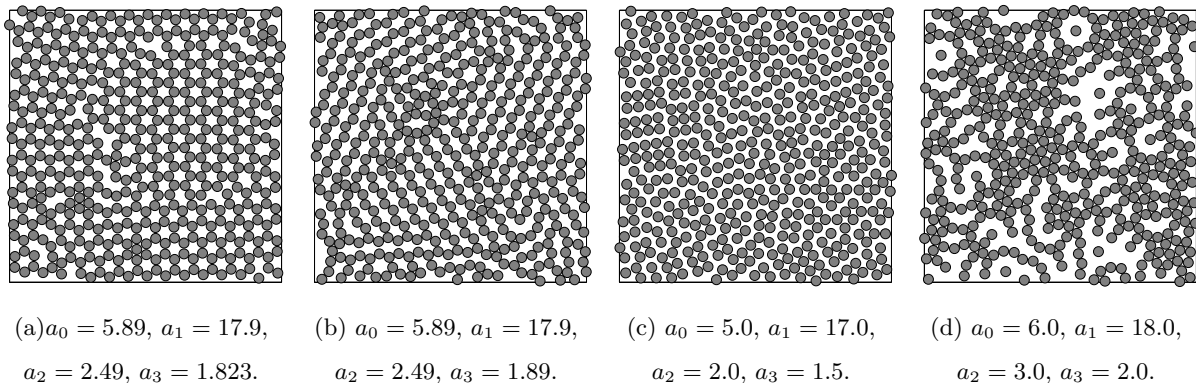 (a)a₀ = 5.89, a₁ = 17.9,
a₂ = 2.49, a₃ = 1.823.
(b) a₀ = 5.89, a₁ = 17.9,
a₂ = 2.49, a₃ = 1.89.
(c) a₀ = 5.0, a₁ = 17.0,
a₂ = 2.0, a₃ = 1.5.
(d) a₀ = 6.0, a₁ = 18.0,
a₂ = 3.0, a₃ = 2.0.